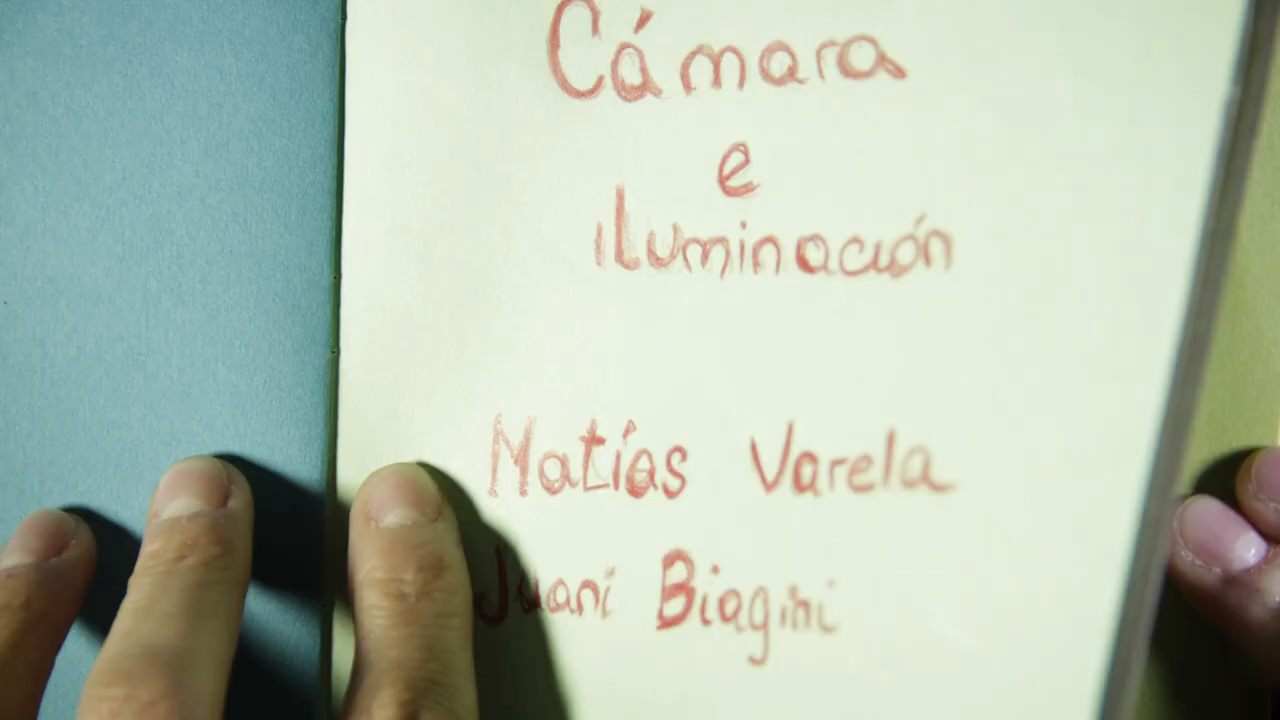 Cámara
e
iluminación
Matías Varela
Juani Biagini